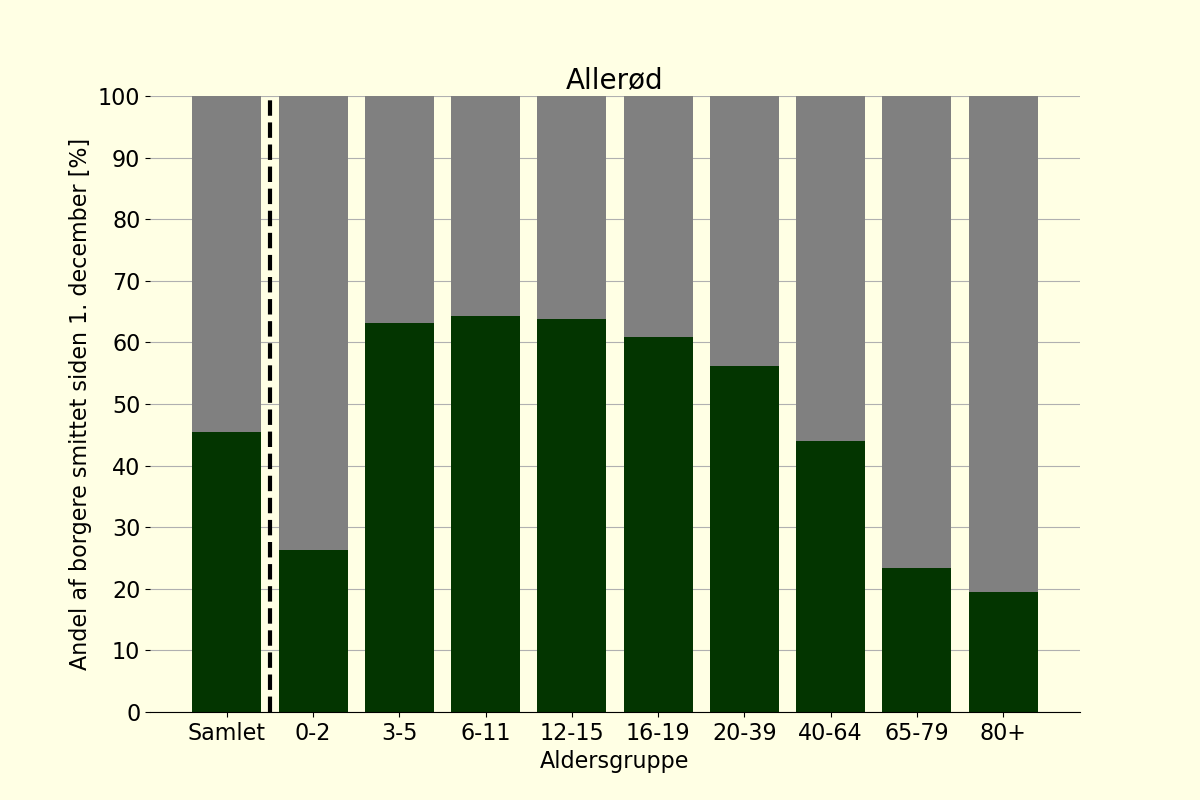 Allerød
Andel af borgere smittet siden 1. december [%]
100
90
80
70
60
50
40
30
20
10
0
Samlet 0-2 3-5 6-11 12-15 16-19 20-39 40-64 65-79 80+
Aldersgruppe